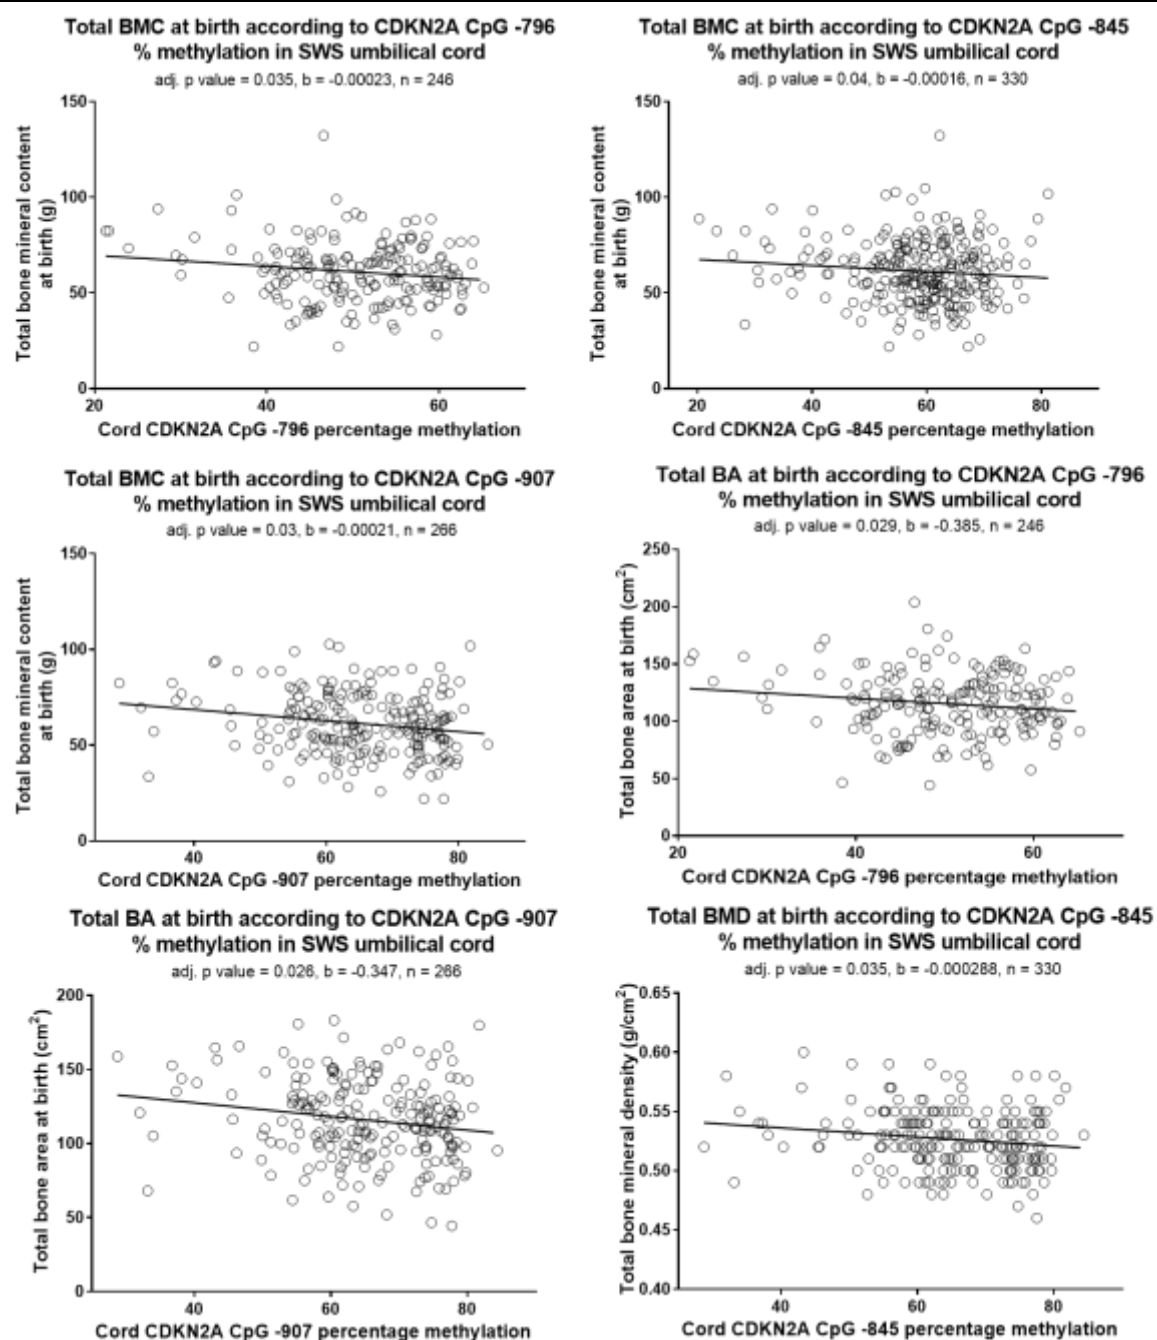 Total BMC at birth according to CDKN2A CpG -796
% methylation in SWS umbilical cord
adj. p value = 0.035, b = -0.00023, n = 246
Total bone mineral content
at birth (g)
150
100
50
0
20
40
60
Cord CDKN2A CpG -796 percentage methylation
Total BMC at birth according to CDKN2A CpG -845
% methylation in SWS umbilical cord
adj. p value = 0.04, b = -0.00016, n = 330
Total bone mineral content
at birth (g)
150
100
50
0
20
40
60
80
Cord CDKN2A CpG -845 percentage methylation
Total BMC at birth according to CDKN2A CpG -907
% methylation in SWS umbilical cord
adj. p value = 0.03, b = -0.00021, n = 266
Total bone mineral content
at birth (g)
150
100
50
0
40
60
80
Cord CDKN2A CpG -907 percentage methylation
Total BA at birth according to CDKN2A CpG -796
% methylation in SWS umbilical cord
adj. p value = 0.029, b = -0.385, n = 246
Total bone area at birth (cm²)
250
200
150
100
50
0
20
40
60
Cord CDKN2A CpG -796 percentage methylation
Total BA at birth according to CDKN2A CpG -907
% methylation in SWS umbilical cord
adj. p value = 0.026, b = -0.347, n = 266
Total bone area at birth (cm²)
200
150
100
50
0
40
60
80
Cord CDKN2A CpG -907 percentage methylation
Total BMD at birth according to CDKN2A CpG -845
% methylation in SWS umbilical cord
adj. p value = 0.035, b = -0.000288, n = 330
Total bone mineral density (g/cm²)
0.65
0.60
0.55
0.50
0.45
0.40
40
60
80
Cord CDKN2A CpG -845 percentage methylation